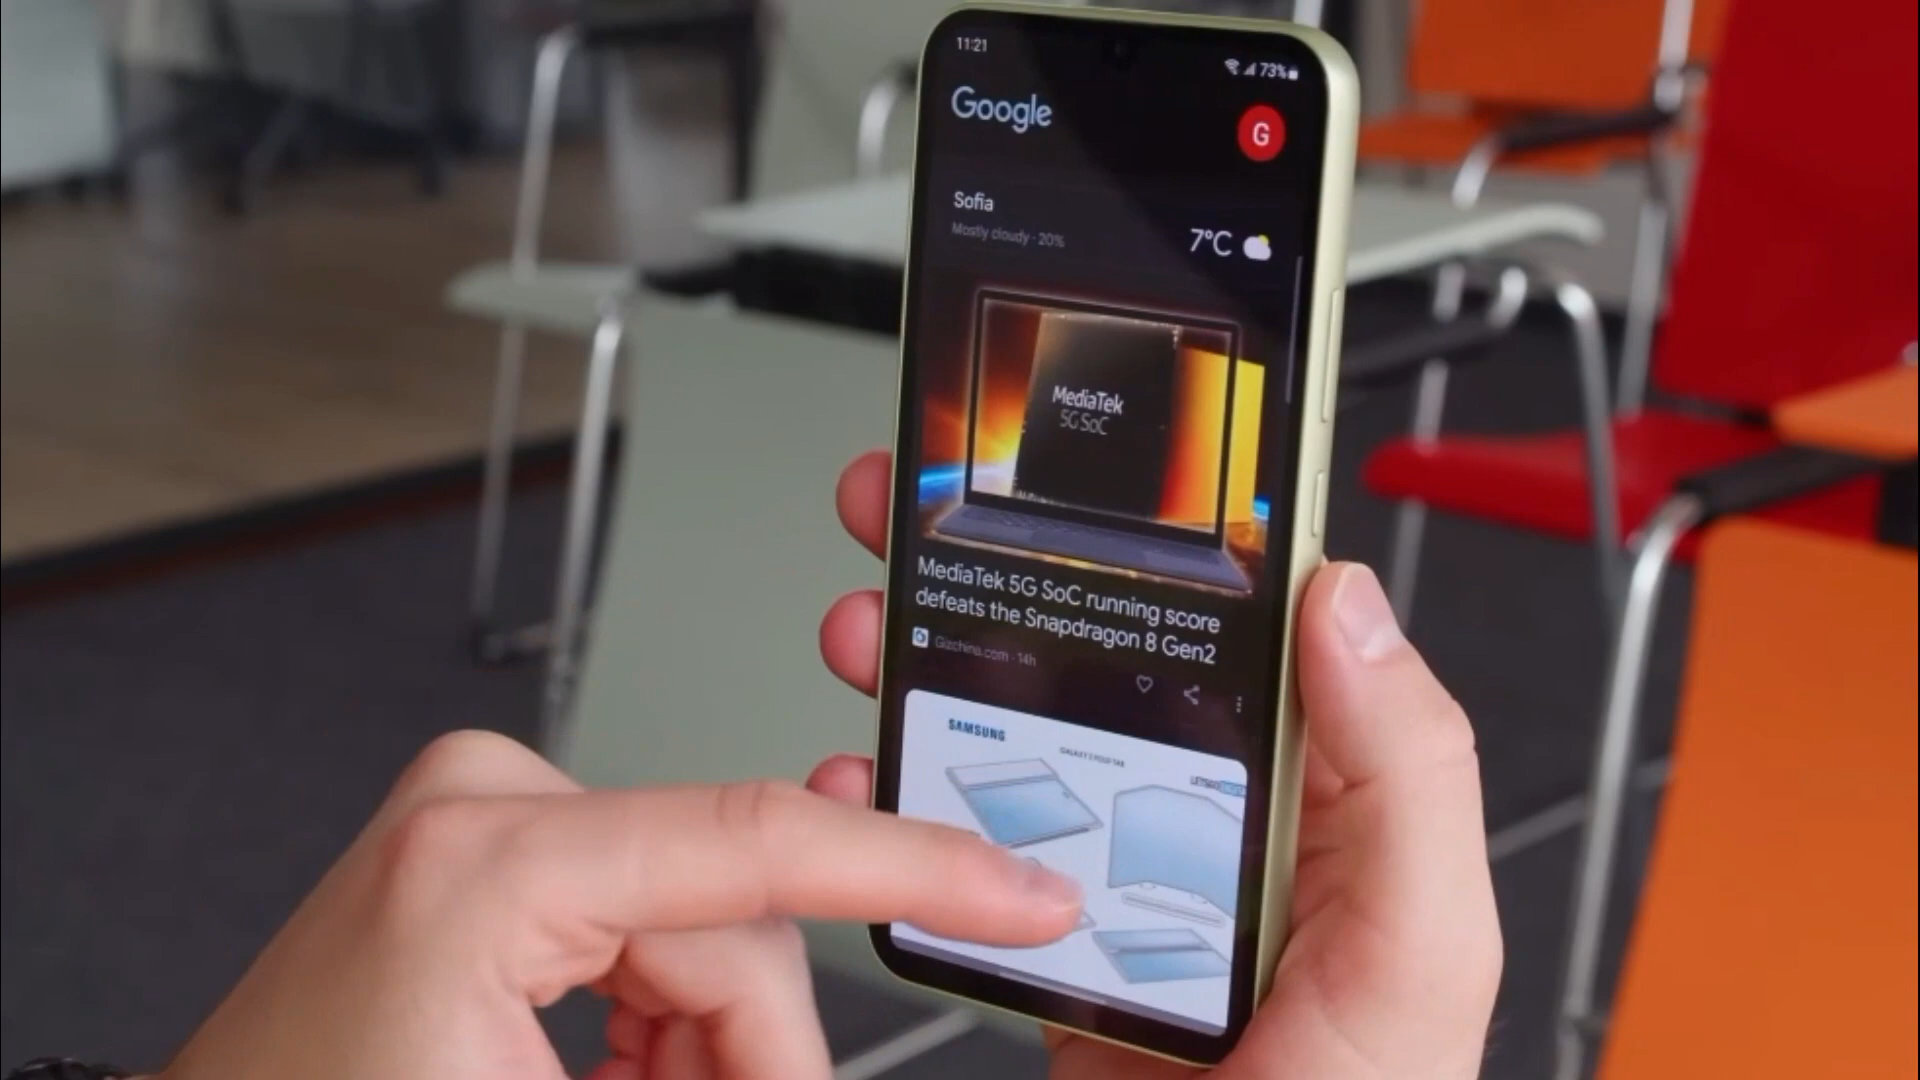 11:21
73%
Google
G
Sofia
Mostly cloudy · 20%
7°C
MediaTek
5G SoC
MediaTek 5G SoC running score
defeats the Snapdragon 8 Gen2
Gizchina.com · 14h
SAMSUNG